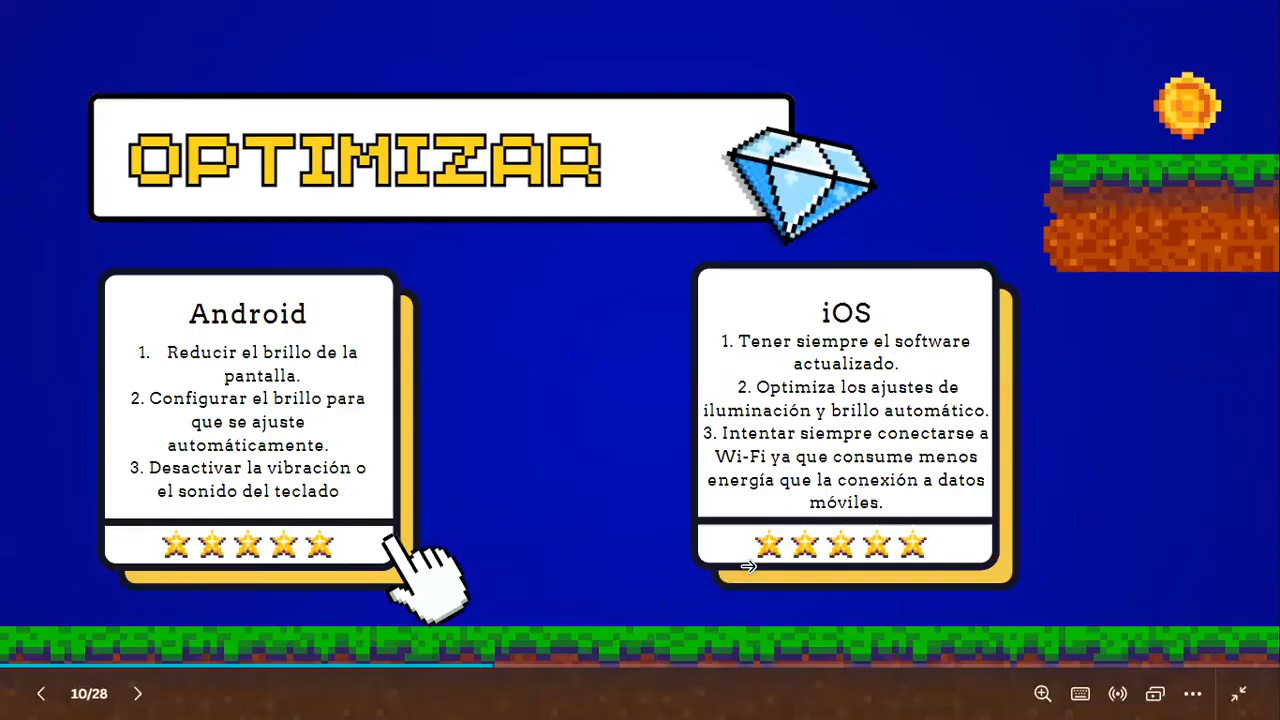 OPTIMIZAR
Android
1. Reducir el brillo de la
pantalla.
2. Configurar el brillo para
que se ajuste
automáticamente.
3. Desactivar la vibración o
el sonido del teclado
iOS
1. Tener siempre el software
actualizado.
2. Optimiza los ajustes de
iluminación y brillo automático.
3. Intentar siempre conectarse a
Wi-Fi ya que consume menos
energía que la conexión a datos
móviles.
10/28